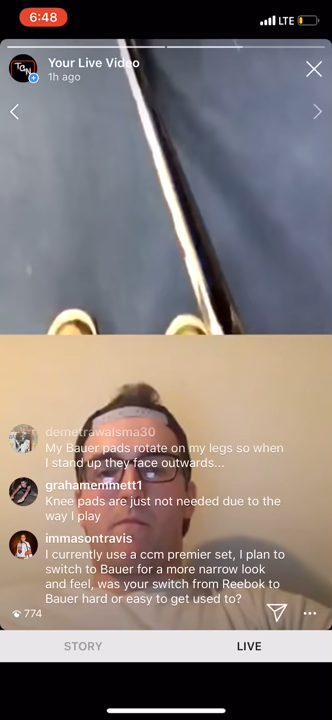 6:48
LTE
TGN
Your Live Video
1h ago
demetrawalsma30
My Bauer pads rotate on my legs so when
I stand up they face outwards...
grahamemmett1
Knee pads are just not needed due to the
way I play
immasontravis
I currently use a ccm premier set, I plan to
switch to Bauer for a more narrow look
and feel, was your switch from Reebok to
Bauer hard or easy to get used to?
774
STORY
LIVE